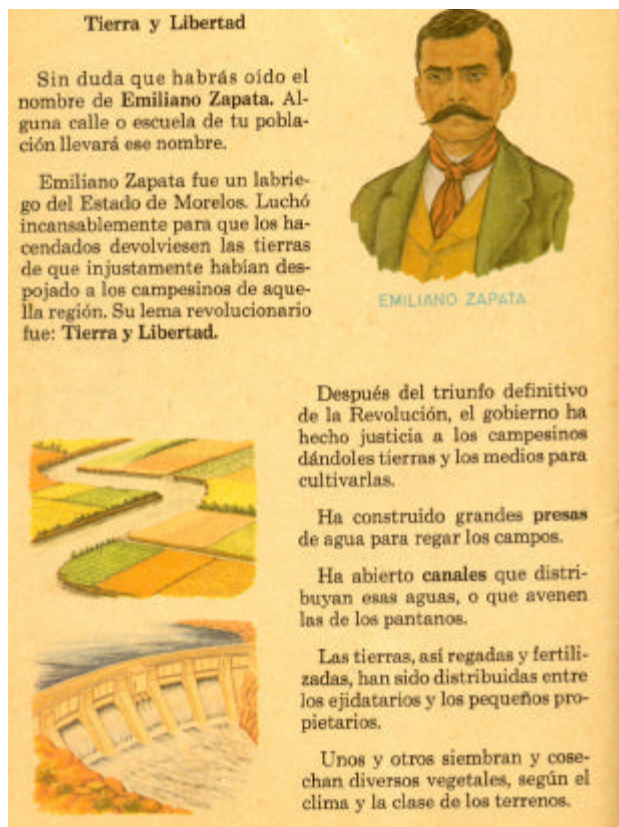 Tierra y Libertad
Sin duda que habrás oído el
nombre de Emiliano Zapata. Al-
guna calle o escuela de tu pobla-
ción llevará ese nombre.
Emiliano Zapata fue un labrie-
go del Estado de Morelos. Luchó
incansablemente para que los ha-
cendados devolviesen las tierras
de que injustamente habían des-
pojado a los campesinos de aque-
lla región. Su lema revolucionario
fue: Tierra y Libertad.
EMILIANO ZAPATA
Después del triunfo definitivo
de la Revolución, el gobierno ha
hecho justicia a los campesinos
dándoles tierras y los medios para
cultivarlas.
Ha construido grandes presas
de agua para regar los campos.
Ha abierto canales que distri-
buyan esas aguas, o que avenen
las de los pantanos.
Las tierras, así regadas y fertili-
zadas, han sido distribuidas entre
los ejidatarios y los pequeños pro-
pietarios.
Unos y otros siembran y cose-
chan diversos vegetales, según el
clima y la clase de los terrenos.